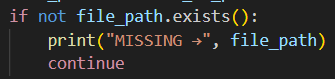 if not file_path.exists():
    print("MISSING →", file_path)
    continue